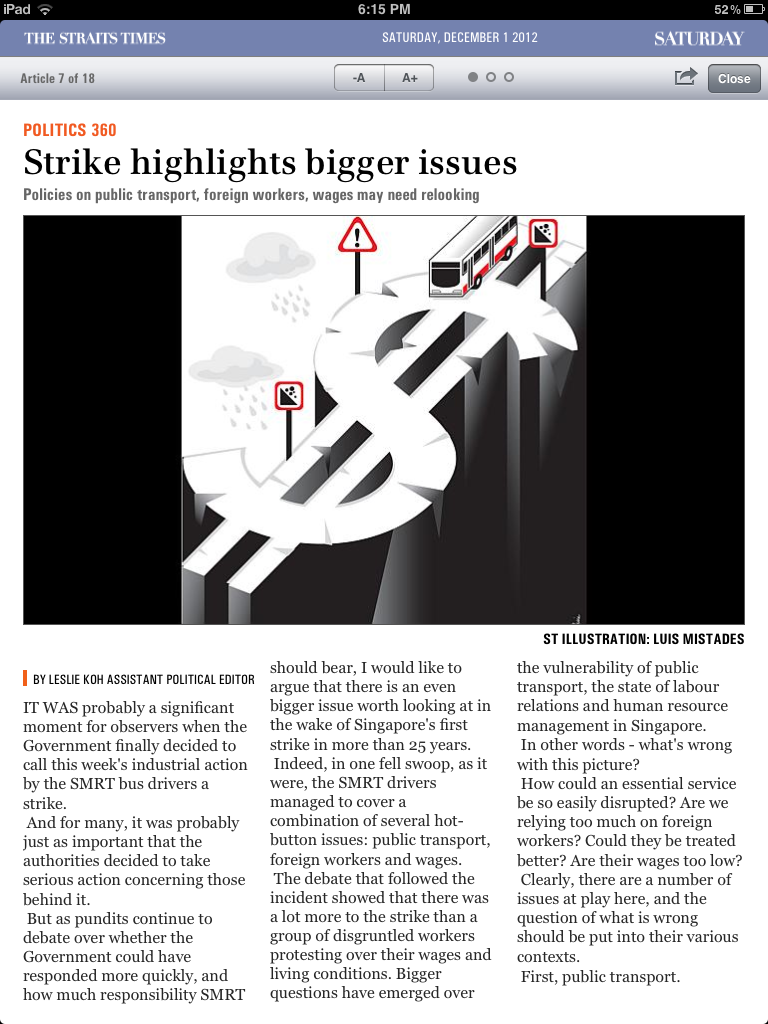 iPad
6:15 PM
52%
THE STRAITS TIMES
SATURDAY, DECEMBER 1 2012
SATURDAY
Article 7 of 18
-A
A+
Close
POLITICS 360
Strike highlights bigger issues
Policies on public transport, foreign workers, wages may need relooking
!
ST ILLUSTRATION: LUIS MISTADES
BY LESLIE KOH ASSISTANT POLITICAL EDITOR
IT WAS probably a significant
moment for observers when the
Government finally decided to
call this week's industrial action
by the SMRT bus drivers a
strike.
And for many, it was probably
just as important that the
authorities decided to take
serious action concerning those
behind it.
But as pundits continue to
debate over whether the
Government could have
responded more quickly, and
how much responsibility SMRT
should bear, I would like to
argue that there is an even
bigger issue worth looking at in
the wake of Singapore's first
strike in more than 25 years.
Indeed, in one fell swoop, as it
were, the SMRT drivers
managed to cover a
combination of several hot-
button issues: public transport,
foreign workers and wages.
The debate that followed the
incident showed that there was
a lot more to the strike than a
group of disgruntled workers
protesting over their wages and
living conditions. Bigger
questions have emerged over
the vulnerability of public
transport, the state of labour
relations and human resource
management in Singapore.
In other words - what's wrong
with this picture?
How could an essential service
be so easily disrupted? Are we
relying too much on foreign
workers? Could they be treated
better? Are their wages too low?
Clearly, there are a number of
issues at play here, and the
question of what is wrong
should be put into their various
contexts.
First, public transport.